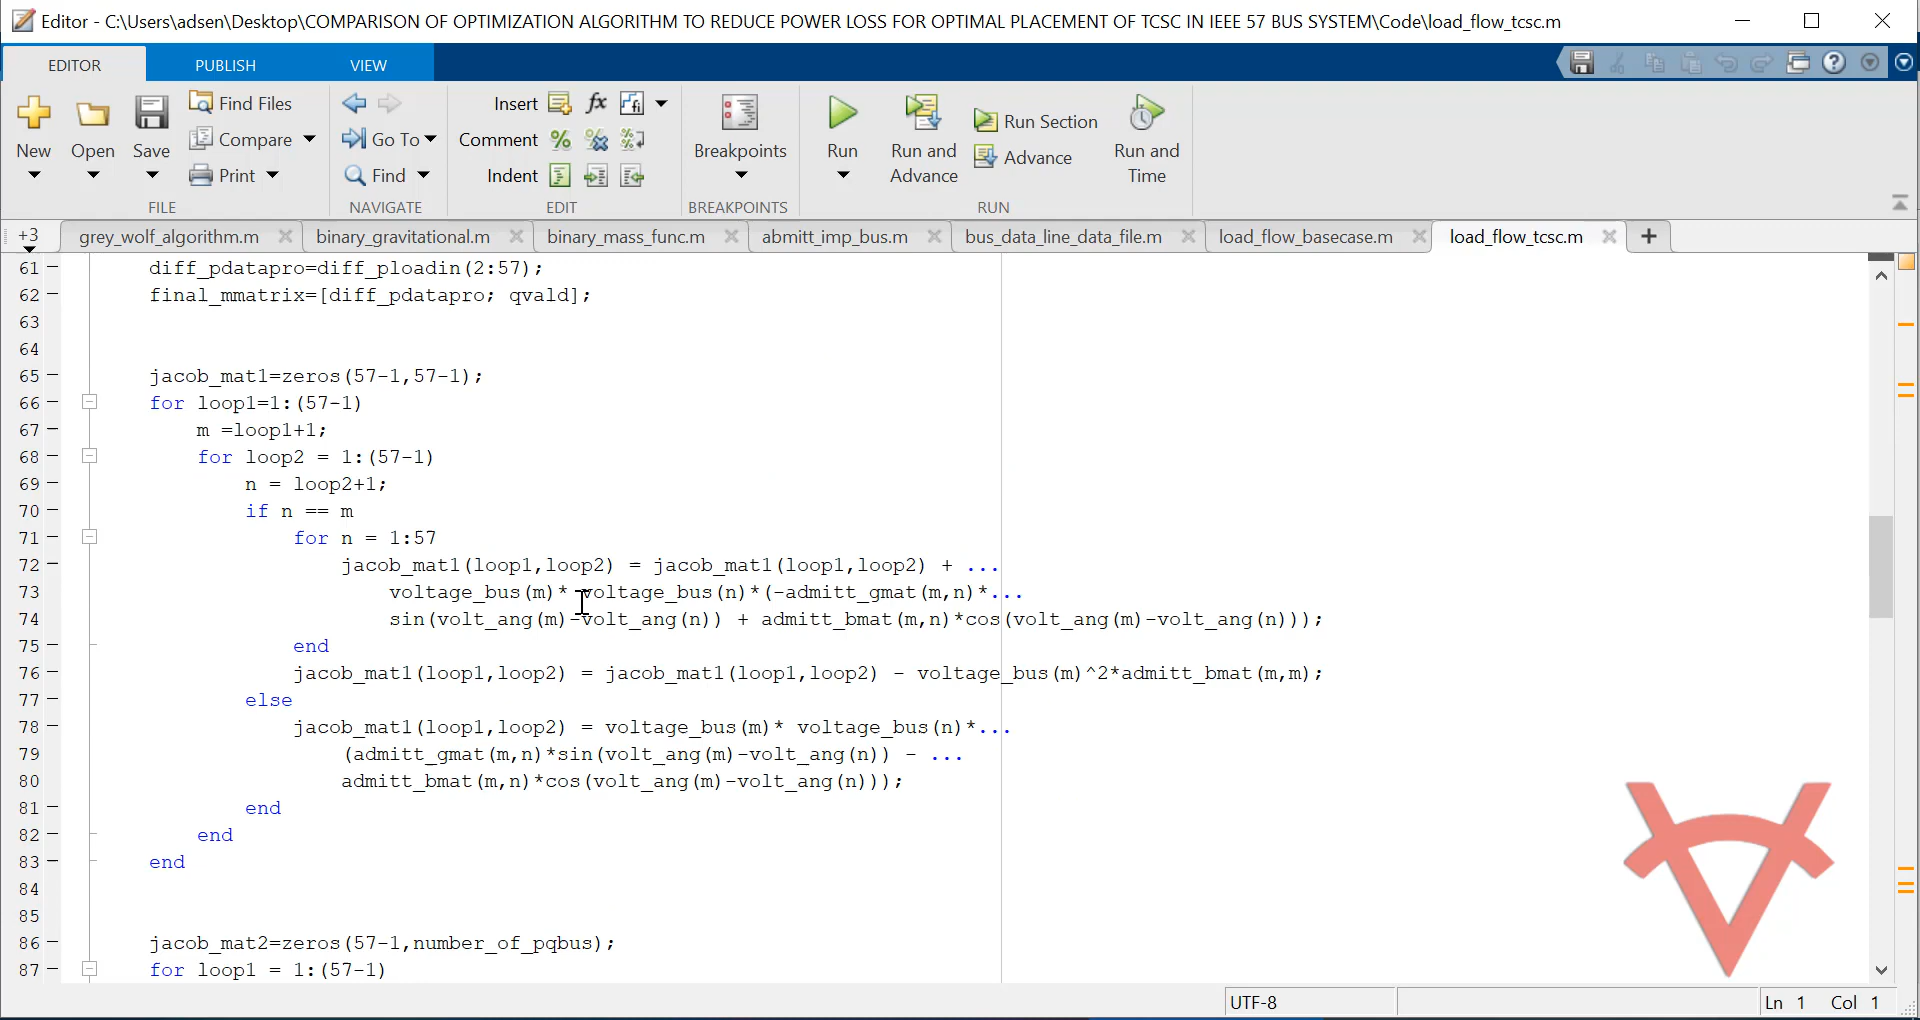 Editor - C:\Users\adsen\Desktop\COMPARISON OF OPTIMIZATION ALGORITHM TO REDUCE POWER LOSS FOR OPTIMAL PLACEMENT OF TCSC IN IEEE 57 BUS SYSTEM\Code\load_flow_tcsc.m
EDITOR PUBLISH VIEW
New Open Save Find Files Compare Print
Go To Find
Insert fx Comment Indent
Breakpoints
Run Run and Advance Run Section Advance Run and Time
FILE NAVIGATE EDIT BREAKPOINTS RUN
+3 grey_wolf_algorithm.m binary_gravitational.m binary_mass_func.m abmitt_imp_bus.m bus_data_line_data_file.m load_flow_basecase.m load_flow_tcsc.m
61 diff_pdatapro=diff_ploadin(2:57);
62 final_mmatrix=[diff_pdatapro; qvald];
63
64
65 jacob_mat1=zeros(57-1,57-1);
66 for loop1=1:(57-1)
67 m =loop1+1;
68 for loop2 = 1:(57-1)
69 n = loop2+1;
70 if n == m
71 for n = 1:57
72 jacob_mat1(loop1,loop2) = jacob_mat1(loop1,loop2) + ...
73 voltage_bus(m)* voltage_bus(n)*(-admitt_gmat(m,n)*...
74 sin(volt_ang(m)-volt_ang(n)) + admitt_bmat(m,n)*cos(volt_ang(m)-volt_ang(n)));
75 end
76 jacob_mat1(loop1,loop2) = jacob_mat1(loop1,loop2) - voltage_bus(m)^2*admitt_bmat(m,m);
77 else
78 jacob_mat1(loop1,loop2) = voltage_bus(m)* voltage_bus(n)*...
79 (admitt_gmat(m,n)*sin(volt_ang(m)-volt_ang(n)) - ...
80 admitt_bmat(m,n)*cos(volt_ang(m)-volt_ang(n)));
81 end
82 end
83 end
84
85
86 jacob_mat2=zeros(57-1,number_of_pqbus);
87 for loop1 = 1:(57-1)
UTF-8 Ln 1 Col 1